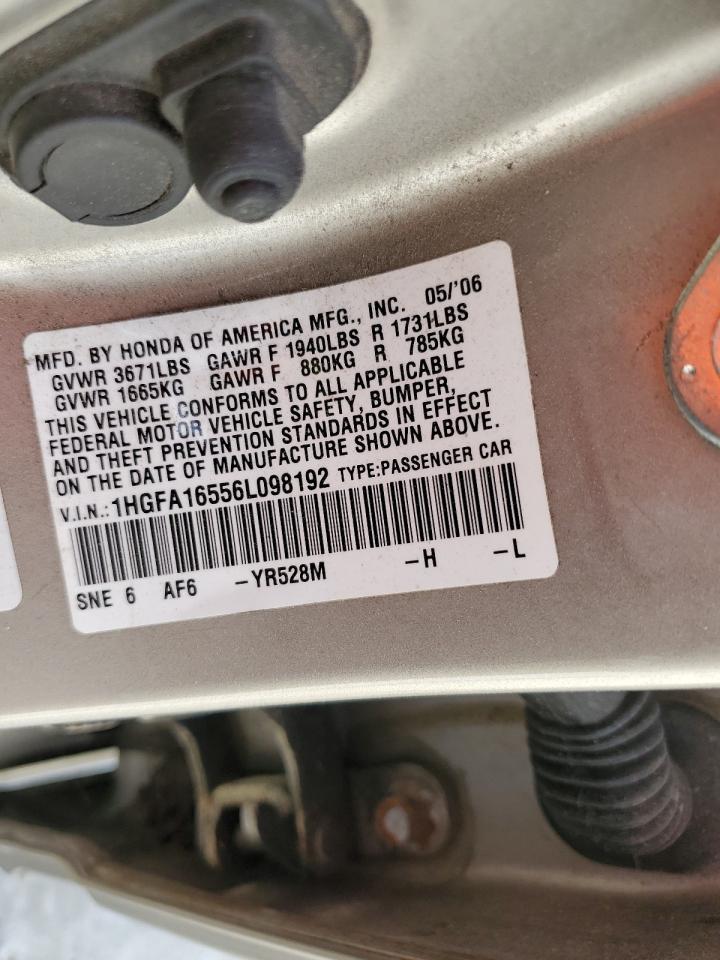 MFD. BY HONDA OF AMERICA MFG., INC. 05/'06
GVWR 3671LBS GAWR F 1940LBS R 1731LBS
GVWR 1665KG GAWR F 880KG R 785KG
THIS VEHICLE CONFORMS TO ALL APPLICABLE
FEDERAL MOTOR VEHICLE SAFETY, BUMPER,
AND THEFT PREVENTION STANDARDS IN EFFECT
ON THE DATE OF MANUFACTURE SHOWN ABOVE.
V.I.N.: 1HGFA16556L098192 TYPE:PASSENGER CAR
SNE 6 AF6 -YR528M -H -L